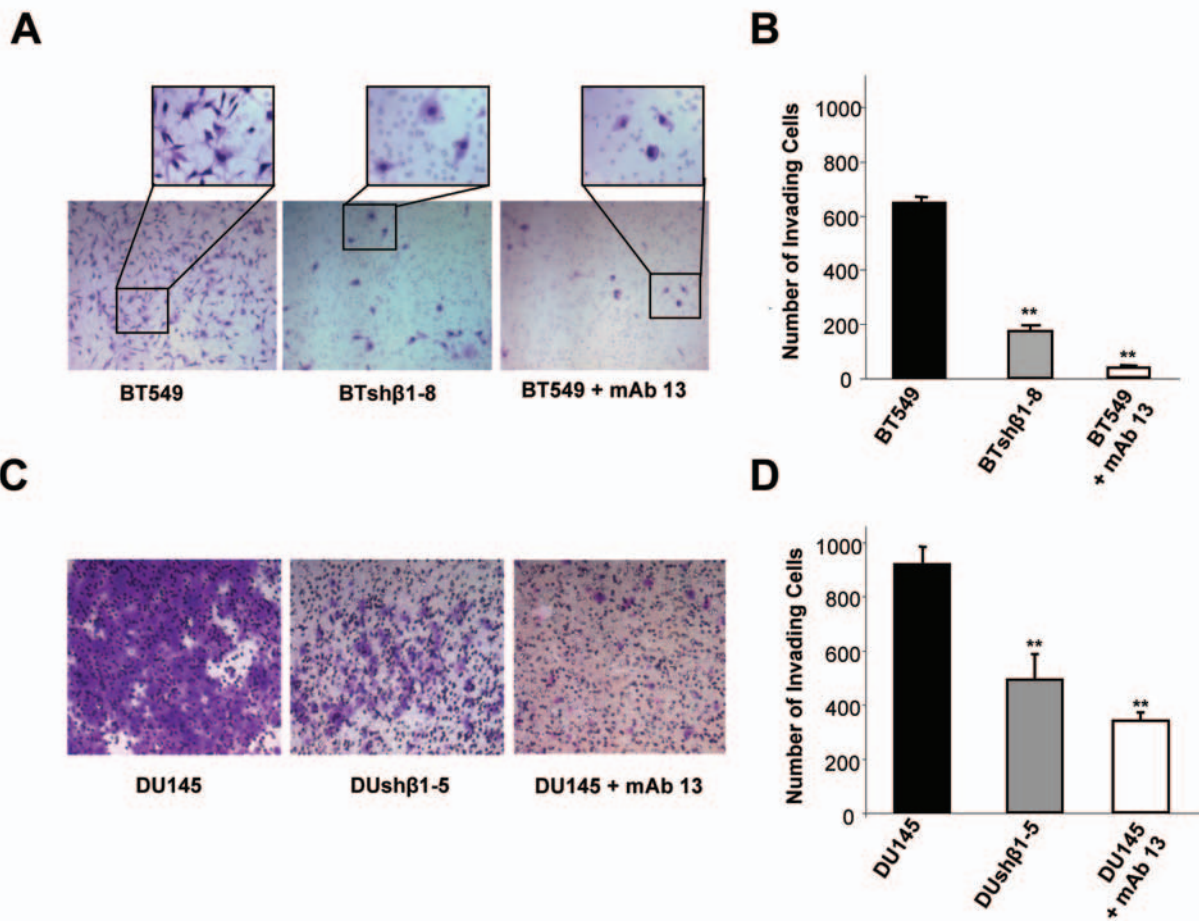 A
BT549
BTshβ1-8
BT549 + mAb 13
B
Number of Invading Cells
1000
800
600
400
200
0
**
**
BT549
BTshβ1-8
BT549
+ mAb 13
C
DU145
DUshβ1-5
DU145 + mAb 13
D
Number of Invading Cells
1000
800
600
400
200
0
**
**
DU145
DUshβ1-5
DU145
+ mAb 13